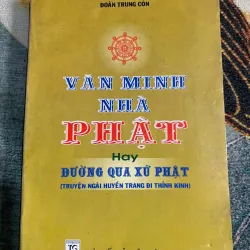 ĐOÀN TRUNG CÒN
VĂN MINH
NHÀ
PHẬT
Hay
ĐƯỜNG QUA XỨ PHẬT
(TRUYỆN NGÀI HUYỀN TRANG ĐI THỈNH KINH)